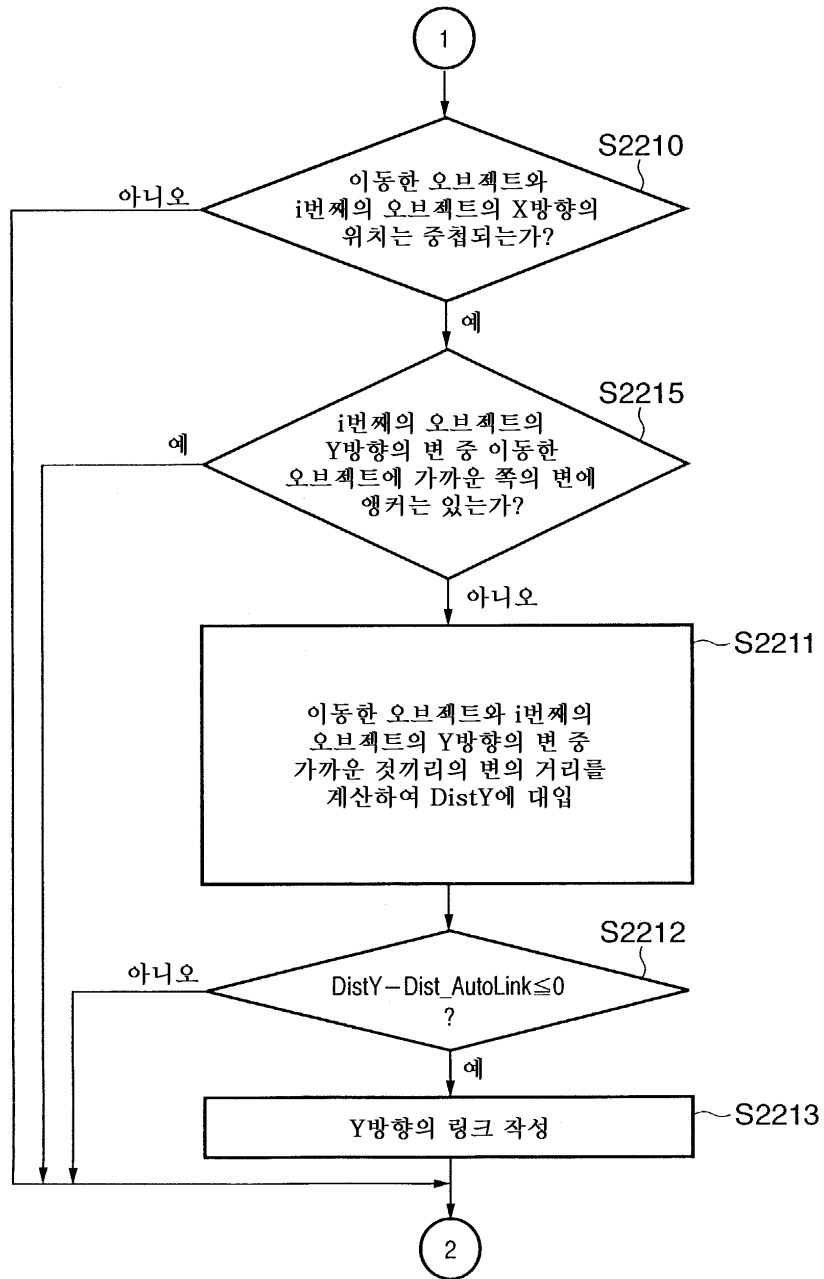 1
S2210
이동한 오브젝트와
i번째의 오브젝트의 X방향의
위치는 중첩되는가?
아니오
예
S2215
i번째의 오브젝트의
Y방향의 변 중 이동한
오브젝트에 가까운 쪽의 변에
앵커는 있는가?
예
아니오
S2211
이동한 오브젝트와 i번째의
오브젝트의 Y방향의 변 중
가까운 것끼리의 변의 거리를
계산하여 DistY에 대입
S2212
DistY－Dist_AutoLink≦0
?
아니오
예
S2213
Y방향의 링크 작성
2